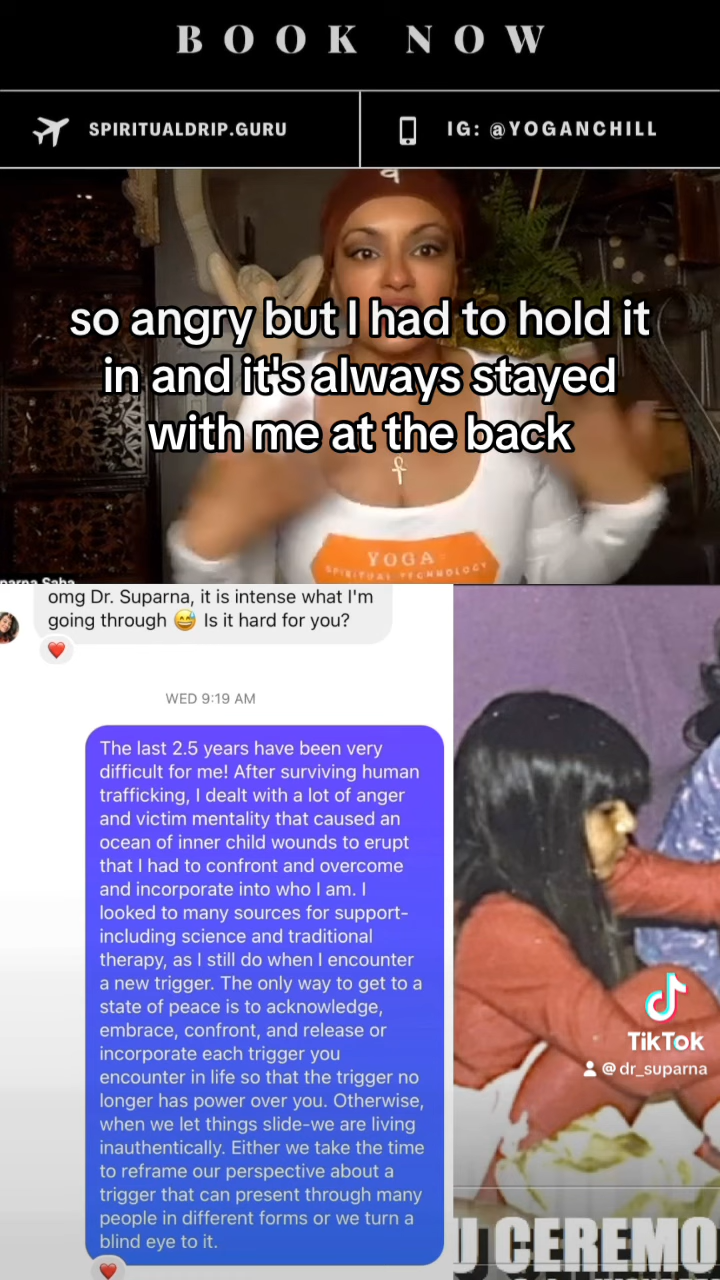 BOOK NOW
SPIRITUALDRIP.GURU
IG: @YOGANCHILL
so angry but I had to hold it
in and it's always stayed
with me at the back
YOGA
SPIRITUAL TECHNOLOGY
omg Dr. Suparna, it is intense what I'm
going through 😅 Is it hard for you?
WED 9:19 AM
The last 2.5 years have been very
difficult for me! After surviving human
trafficking, I dealt with a lot of anger
and victim mentality that caused an
ocean of inner child wounds to erupt
that I had to confront and overcome
and incorporate into who I am. I
looked to many sources for support-
including science and traditional
therapy, as I still do when I encounter
a new trigger. The only way to get to a
state of peace is to acknowledge,
embrace, confront, and release or
incorporate each trigger you
encounter in life so that the trigger no
longer has power over you. Otherwise,
when we let things slide-we are living
inauthentically. Either we take the time
to reframe our perspective about a
trigger that can present through many
people in different forms or we turn a
blind eye to it.
TikTok
@dr_suparna
U CEREMO